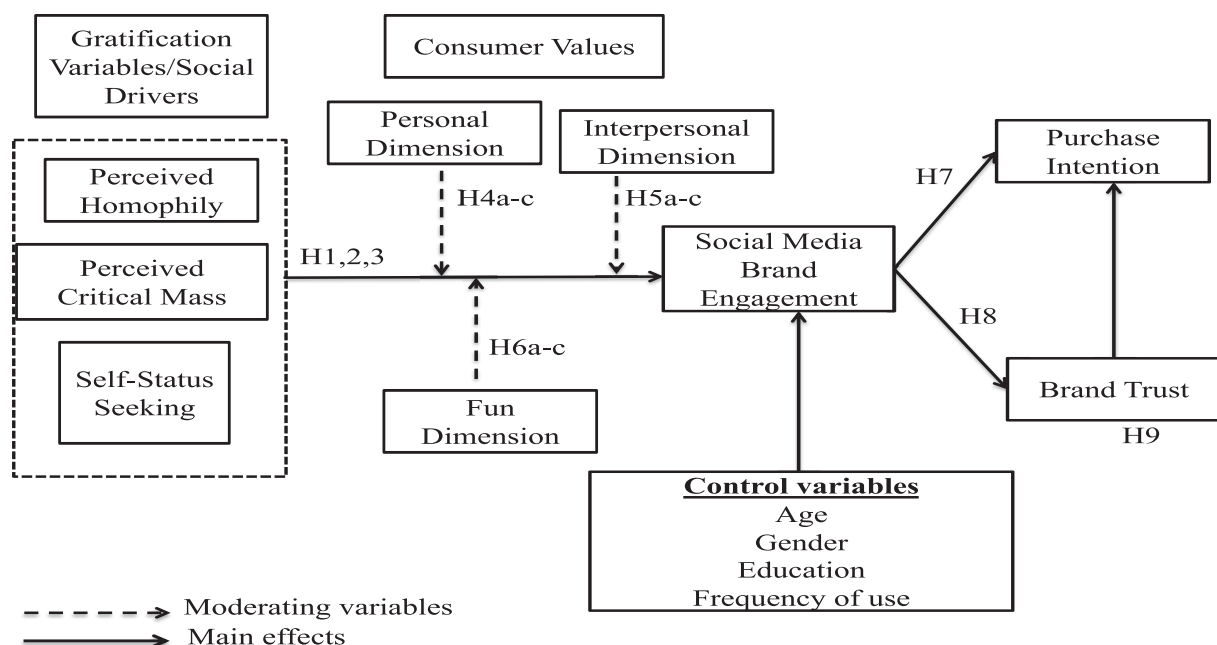 Gratification
Variables/Social
Drivers
Consumer Values
Personal
Dimension
Interpersonal
Dimension
Purchase
Intention
Perceived
Homophily
H4a-c
H5a-c
H7
Perceived
Critical Mass
H1,2,3
Social Media
Brand
Engagement
H6a-c
H8
Self-Status
Seeking
Fun
Dimension
Brand Trust
H9
Control variables
Age
Gender
Education
Frequency of use
Moderating variables
Main effects